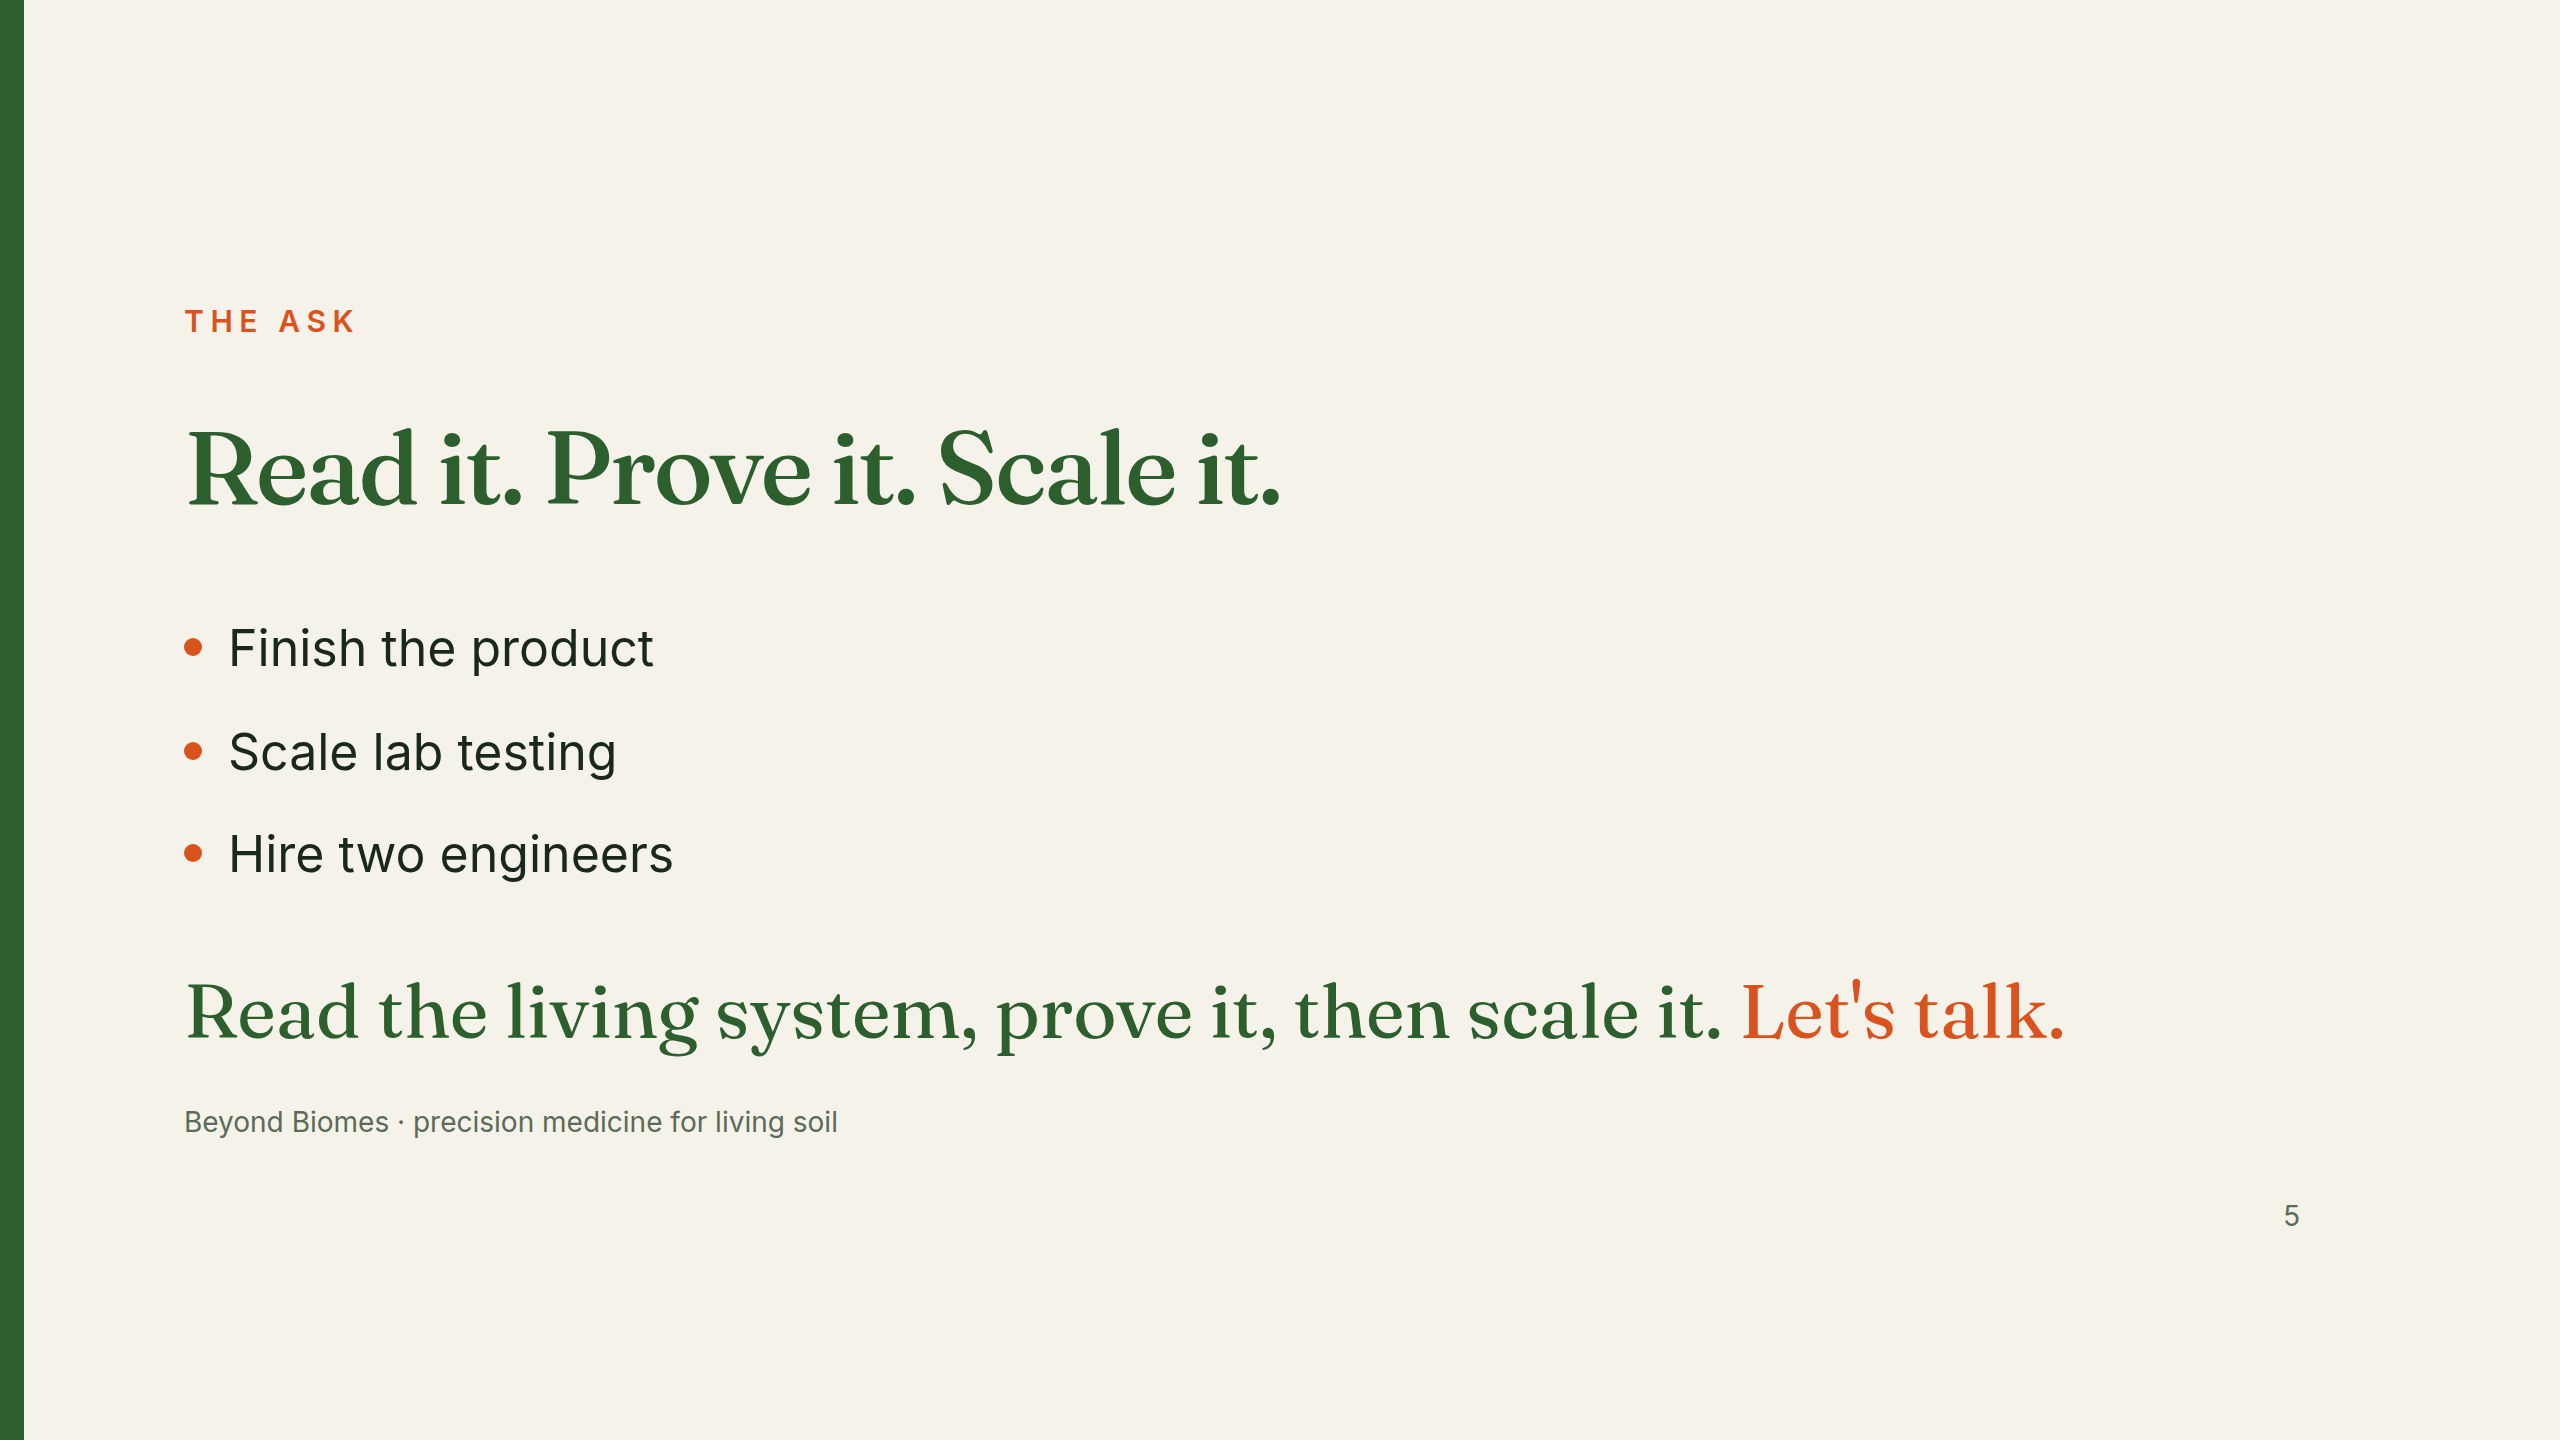 THE ASK
Read it. Prove it. Scale it.
• Finish the product
• Scale lab testing
• Hire two engineers
Read the living system, prove it, then scale it. Let's talk.
Beyond Biomes · precision medicine for living soil
5